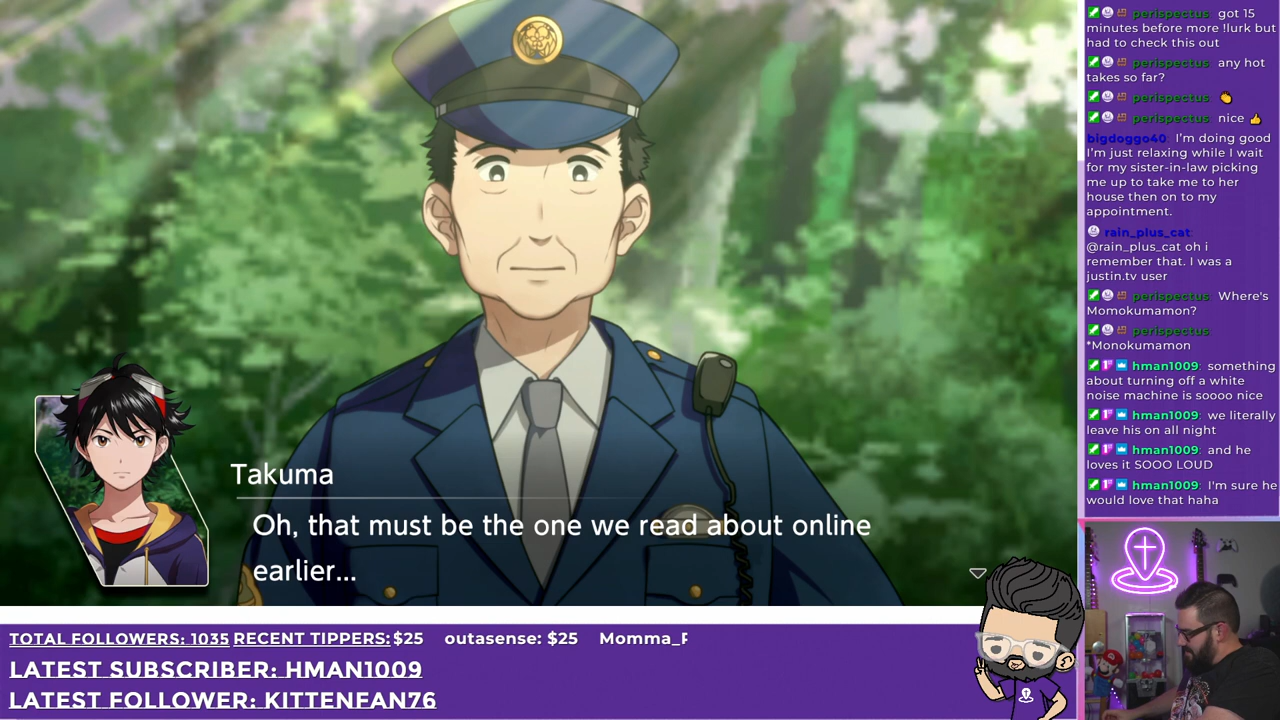 Takuma
Oh, that must be the one we read about online
earlier...
perispectus got 15
minutes before more !lurk but
had to check this out
perispectus any hot
takes so far?
perispectus
perispectus nice
bigdoggo40: I'm doing good
I'm just relaxing while I wait
for my sister-in-law picking
me up to take me to her
house then on to my
appointment.
rain_plus_cat:
@rain_plus_cat oh i
remember that. I was a
justin.tv user
perispectus Where's
Momokumamon?
perispectus
*Monokumamon
hman1009: something
about turning off a white
noise machine is soooo nice
hman1009: we literally
leave his on all night
hman1009: and he
loves it SOOO LOUD
hman1009: I'm sure he
would love that haha
TOTAL FOLLOWERS: 1035 RECENT TIPPERS: $25 outasense: $25 Momma_F
LATEST SUBSCRIBER: HMAN1009
LATEST FOLLOWER: KITTENFAN76